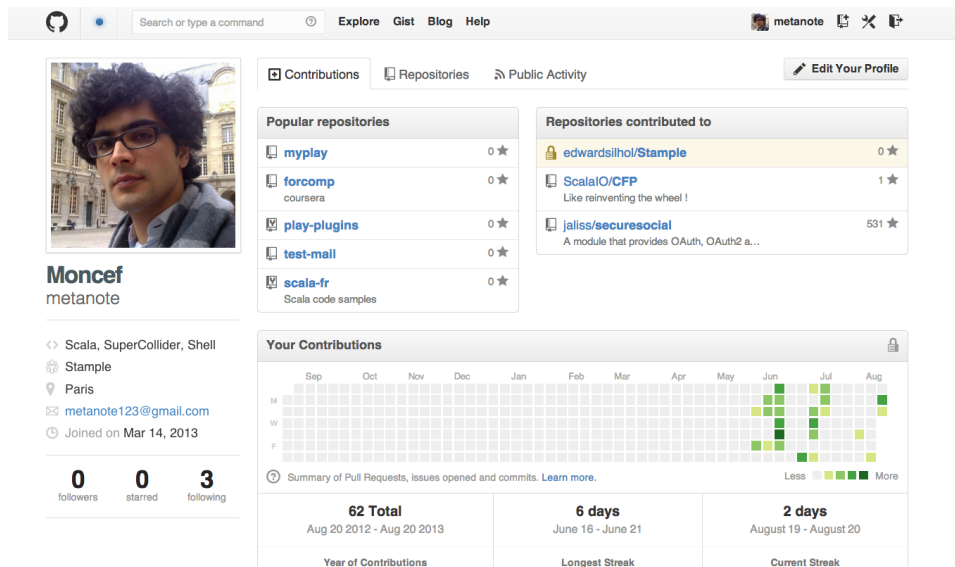 Search or type a command
Explore Gist Blog Help
metanote
Contributions
Repositories
Public Activity
Edit Your Profile
Moncef
metanote
Scala, SuperCollider, Shell
Stample
Paris
metanote123@gmail.com
Joined on Mar 14, 2013
0 followers
0 starred
3 following
Popular repositories
myplay 0
forcomp 0
coursera
play-plugins 0
test-mail 0
scala-fr 0
Scala code samples
Repositories contributed to
edwardsilhol/Stample 0
ScalaIO/CFP 1
Like reinventing the wheel !
jaliss/securesocial 531
A module that provides OAuth, OAuth2 a...
Your Contributions
Sep Oct Nov Dec Jan Feb Mar Apr May Jun Jul Aug
M
W
F
Summary of Pull Requests, issues opened and commits. Learn more.
Less More
62 Total
Aug 20 2012 - Aug 20 2013
Year of Contributions
6 days
June 16 - June 21
Longest Streak
2 days
August 19 - August 20
Current Streak